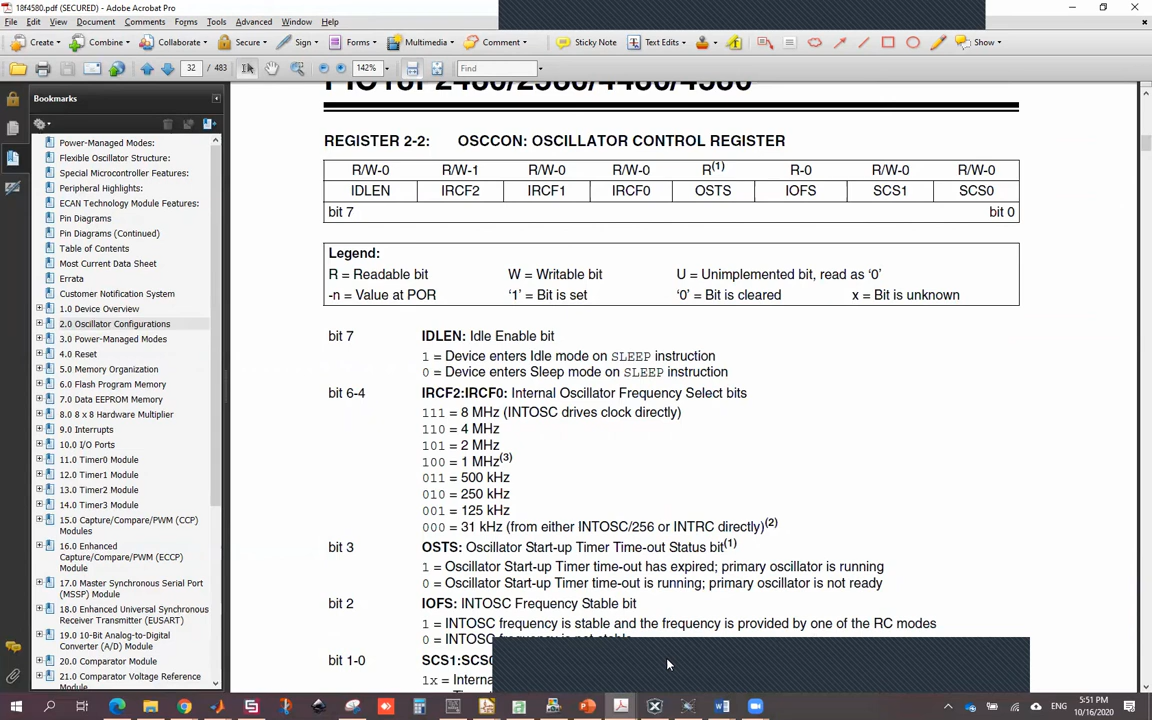 18f4580.pdf (SECURED) - Adobe Acrobat Pro
File Edit View Document Comments Forms Tools Advanced Window Help
Create Combine Collaborate Secure Sign Forms Multimedia Comment Sticky Note Text Edits Show
32 / 483 142% Find
Bookmarks
Power-Managed Modes:
Flexible Oscillator Structure:
Special Microcontroller Features:
Peripheral Highlights:
ECAN Technology Module Features:
Pin Diagrams
Pin Diagrams (Continued)
Table of Contents
Most Current Data Sheet
Errata
Customer Notification System
1.0 Device Overview
2.0 Oscillator Configurations
3.0 Power-Managed Modes
4.0 Reset
5.0 Memory Organization
6.0 Flash Program Memory
7.0 Data EEPROM Memory
8.0 8 x 8 Hardware Multiplier
9.0 Interrupts
10.0 I/O Ports
11.0 Timer0 Module
12.0 Timer1 Module
13.0 Timer2 Module
14.0 Timer3 Module
15.0 Capture/Compare/PWM (CCP)
Modules
16.0 Enhanced
Capture/Compare/PWM (ECCP)
Module
17.0 Master Synchronous Serial Port
(MSSP) Module
18.0 Enhanced Universal Synchronous
Receiver Transmitter (EUSART)
19.0 10-Bit Analog-to-Digital
Converter (A/D) Module
20.0 Comparator Module
21.0 Comparator Voltage Reference
Module
PIC18F2480/2580/4480/4580
REGISTER 2-2: OSCCON: OSCILLATOR CONTROL REGISTER
R/W-0 R/W-1 R/W-0 R/W-0 R(1) R-0 R/W-0 R/W-0
IDLEN IRCF2 IRCF1 IRCF0 OSTS IOFS SCS1 SCS0
bit 7 bit 0
Legend:
R = Readable bit W = Writable bit U = Unimplemented bit, read as ‘0’
-n = Value at POR ‘1’ = Bit is set ‘0’ = Bit is cleared x = Bit is unknown
bit 7 IDLEN: Idle Enable bit
1 = Device enters Idle mode on SLEEP instruction
0 = Device enters Sleep mode on SLEEP instruction
bit 6-4 IRCF2:IRCF0: Internal Oscillator Frequency Select bits
111 = 8 MHz (INTOSC drives clock directly)
110 = 4 MHz
101 = 2 MHz
100 = 1 MHz(3)
011 = 500 kHz
010 = 250 kHz
001 = 125 kHz
000 = 31 kHz (from either INTOSC/256 or INTRC directly)(2)
bit 3 OSTS: Oscillator Start-up Timer Time-out Status bit(1)
1 = Oscillator Start-up Timer time-out has expired; primary oscillator is running
0 = Oscillator Start-up Timer time-out is running; primary oscillator is not ready
bit 2 IOFS: INTOSC Frequency Stable bit
1 = INTOSC frequency is stable and the frequency is provided by one of the RC modes
0 = INTOSC frequency is not stable
bit 1-0 SCS1:SCS0
1x = Interna
ENG
5:51 PM
10/16/2020